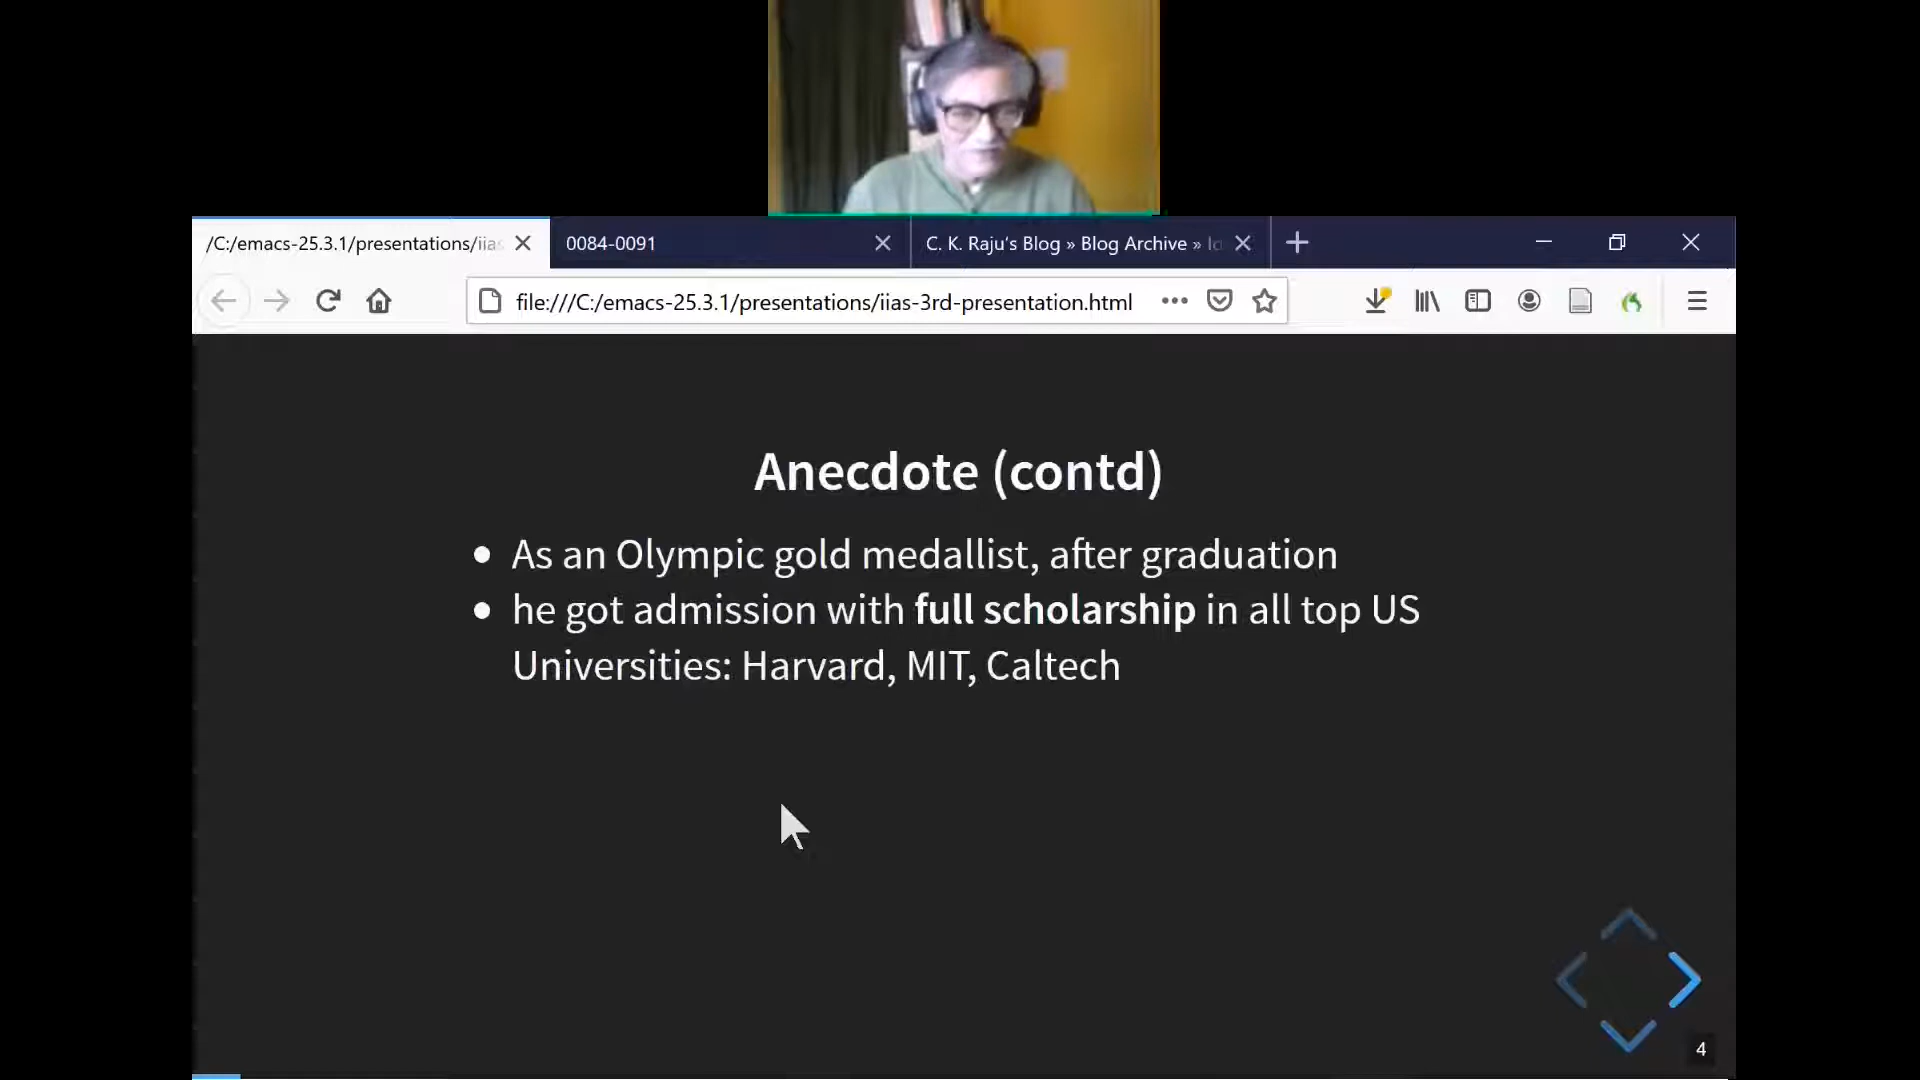 /C:/emacs-25.3.1/presentations/iias
0084-0091
C. K. Raju's Blog » Blog Archive »
file:///C:/emacs-25.3.1/presentations/iias-3rd-presentation.html
Anecdote (contd)
• As an Olympic gold medallist, after graduation
• he got admission with full scholarship in all top US
Universities: Harvard, MIT, Caltech
4